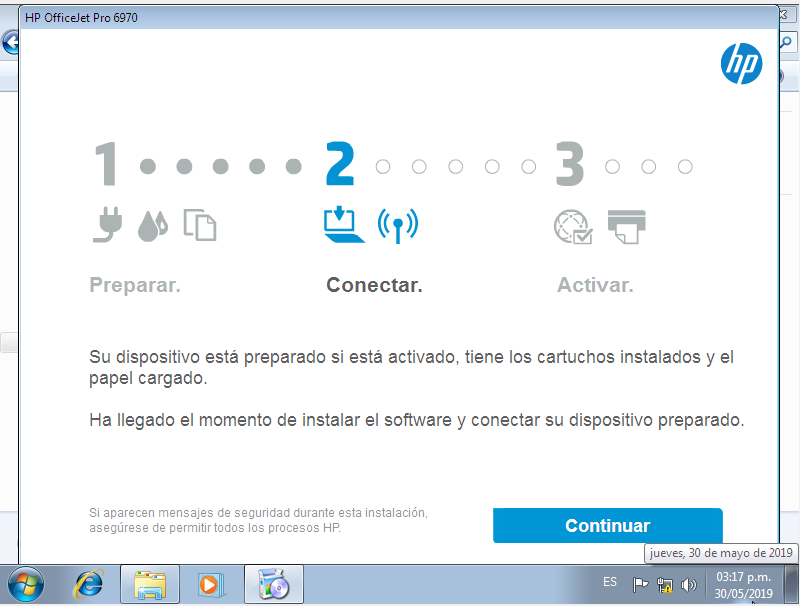 HP OfficeJet Pro 6970
hp
1 2 3
Preparar. Conectar. Activar.
Su dispositivo está preparado si está activado, tiene los cartuchos instalados y el
papel cargado.
Ha llegado el momento de instalar el software y conectar su dispositivo preparado.
Si aparecen mensajes de seguridad durante esta instalación,
asegúrese de permitir todos los procesos HP.
Continuar
jueves, 30 de mayo de 2019
ES
03:17 p.m.
30/05/2019